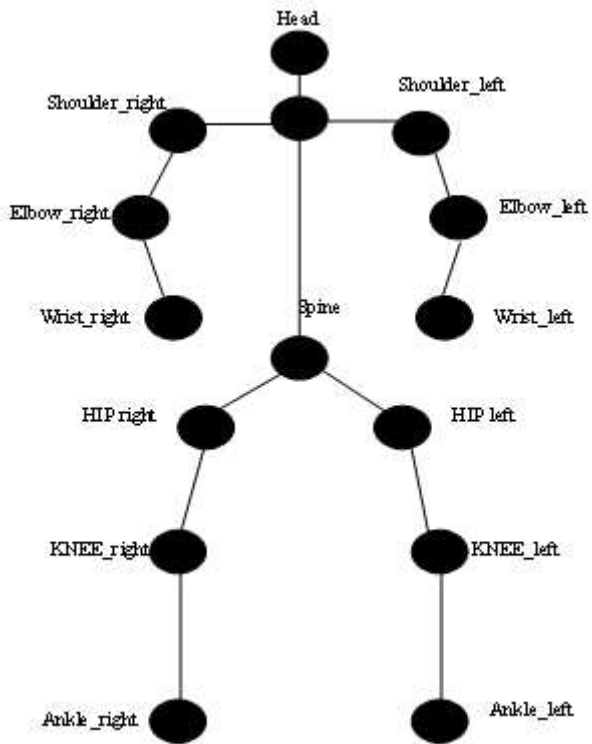 Head
Shoulder_right
Shoulder_left
Elbow_right
Elbow_left
Wrist_right
Spine
Wrist_left
HIP right
HIP left
KNEE_right
KNEE_left
Ankle_right
Ankle_left